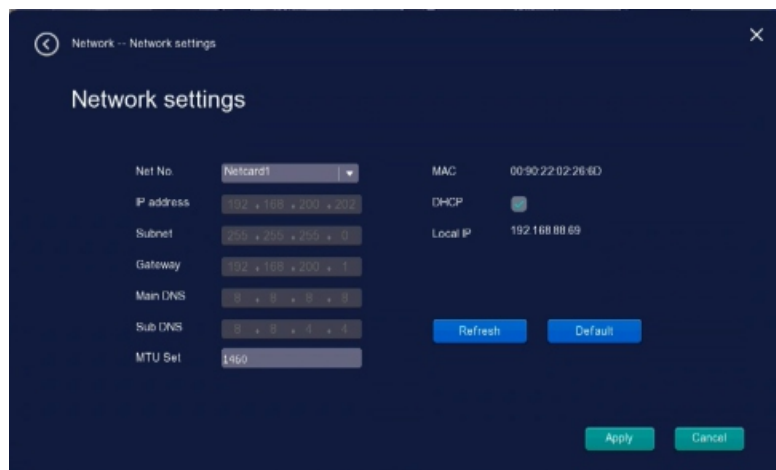 Network -- Network settings
Network settings
Net No. Netcard1
IP address 192 . 168 . 200 . 202
Subnet 255 . 255 . 255 . 0
Gateway 192 . 168 . 200 . 1
Main DNS 8 . 8 . 8 . 8
Sub DNS 8 . 8 . 4 . 4
MTU Set 1460
MAC 00:90:22:02:26:6D
DHCP
Local IP 192.168.88.69
Refresh Default
Apply Cancel